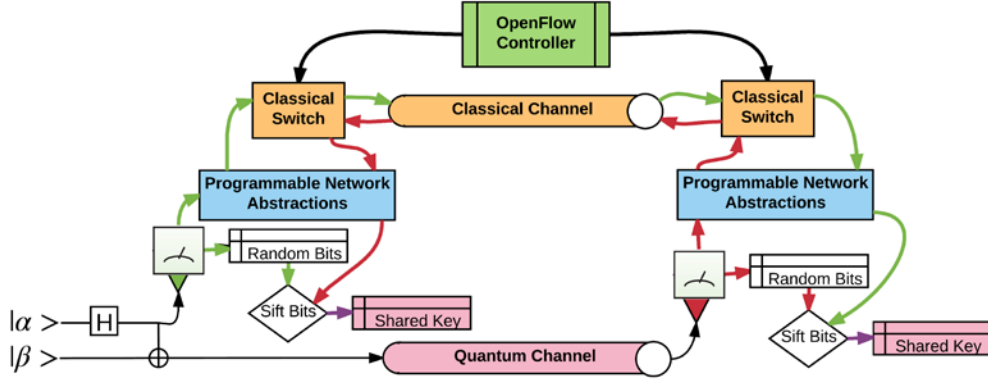 OpenFlow
Controller
Classical
Switch
Classical Channel
Classical
Switch
Programmable Network
Abstractions
Programmable Network
Abstractions
Random Bits
Random Bits
|α>
H
Sift Bits
Shared Key
Sift Bits
Shared Key
|β>
Quantum Channel